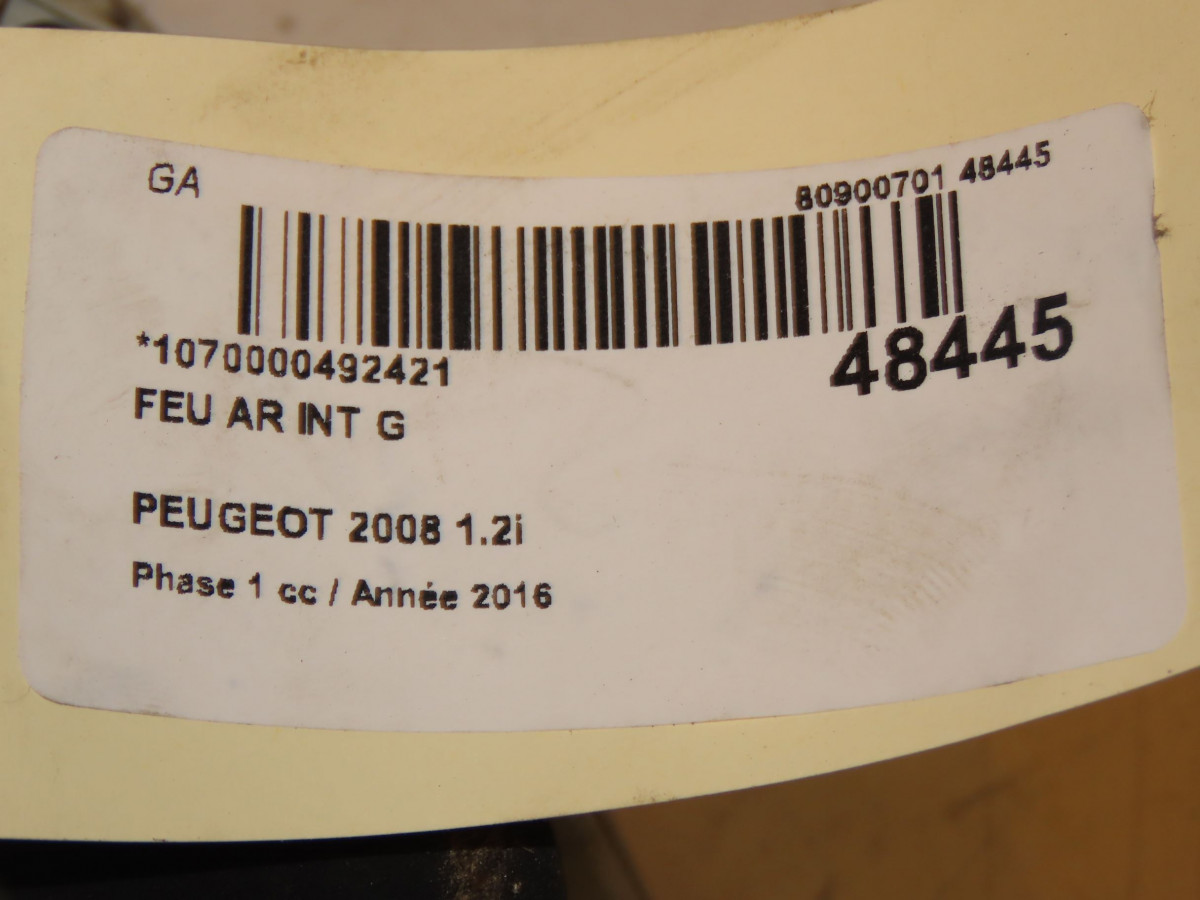 GA
80900701 48445
*1070000492421
48445
FEU AR INT G
PEUGEOT 2008 1.2i
Phase 1 cc / Année 2016